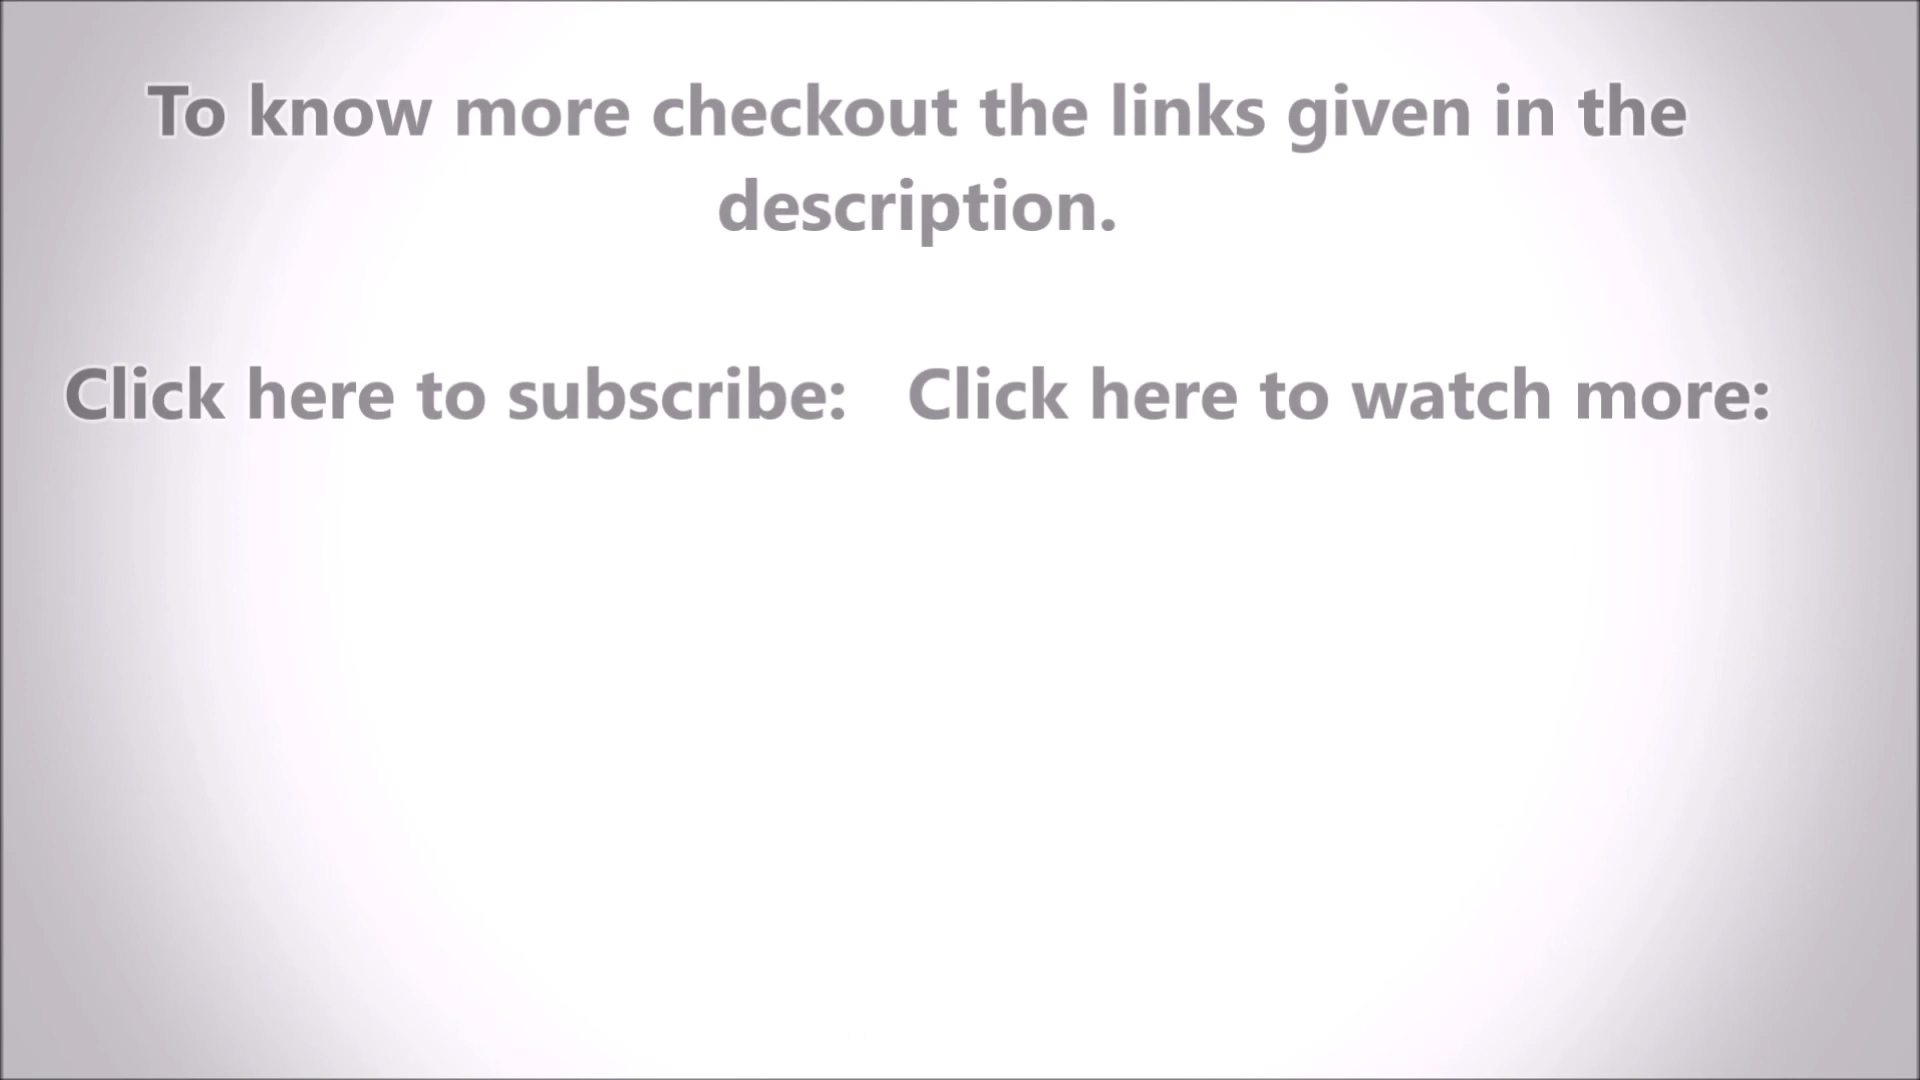 To know more checkout the links given in the
description.
Click here to subscribe: Click here to watch more: